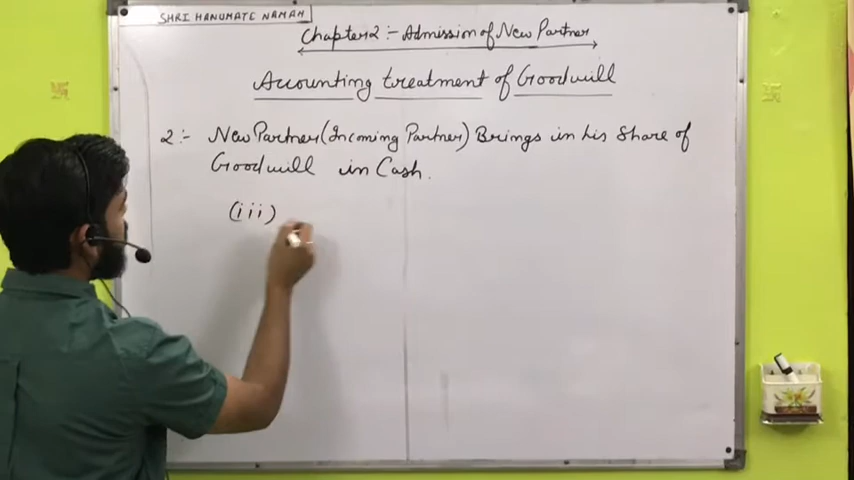 SHRI HANUMATE NAMAH
Chapter 2 :- Admission of New Partner
Accounting treatment of Goodwill
2:- New Partner (Incoming Partner) Brings in his Share of
Goodwill in Cash.
(iii)